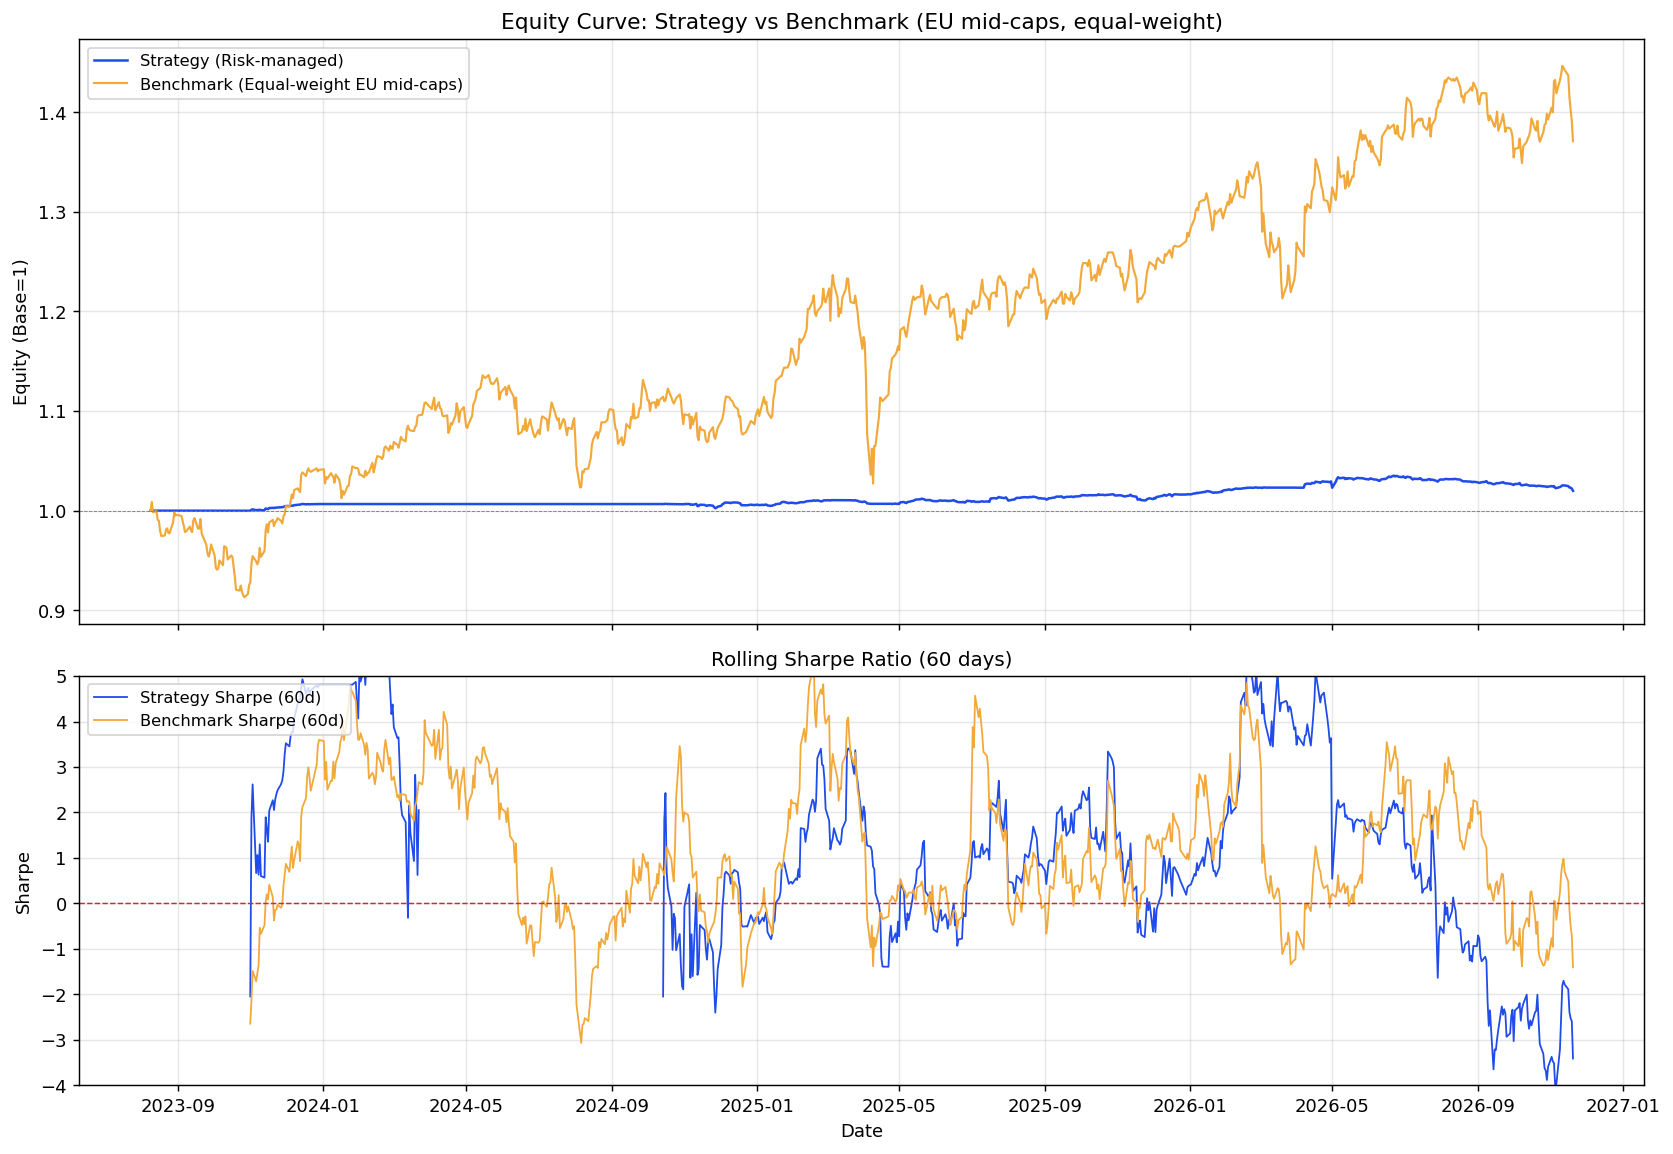 Equity Curve: Strategy vs Benchmark (EU mid-caps, equal-weight)
Strategy (Risk-managed)
Benchmark (Equal-weight EU mid-caps)
Equity (Base=1)
1.4
1.3
1.2
1.1
1.0
0.9
Rolling Sharpe Ratio (60 days)
Strategy Sharpe (60d)
Benchmark Sharpe (60d)
Sharpe
5
4
3
2
1
0
−1
−2
−3
−4
2023-09 2024-01 2024-05 2024-09 2025-01 2025-05 2025-09 2026-01 2026-05 2026-09 2027-01
Date